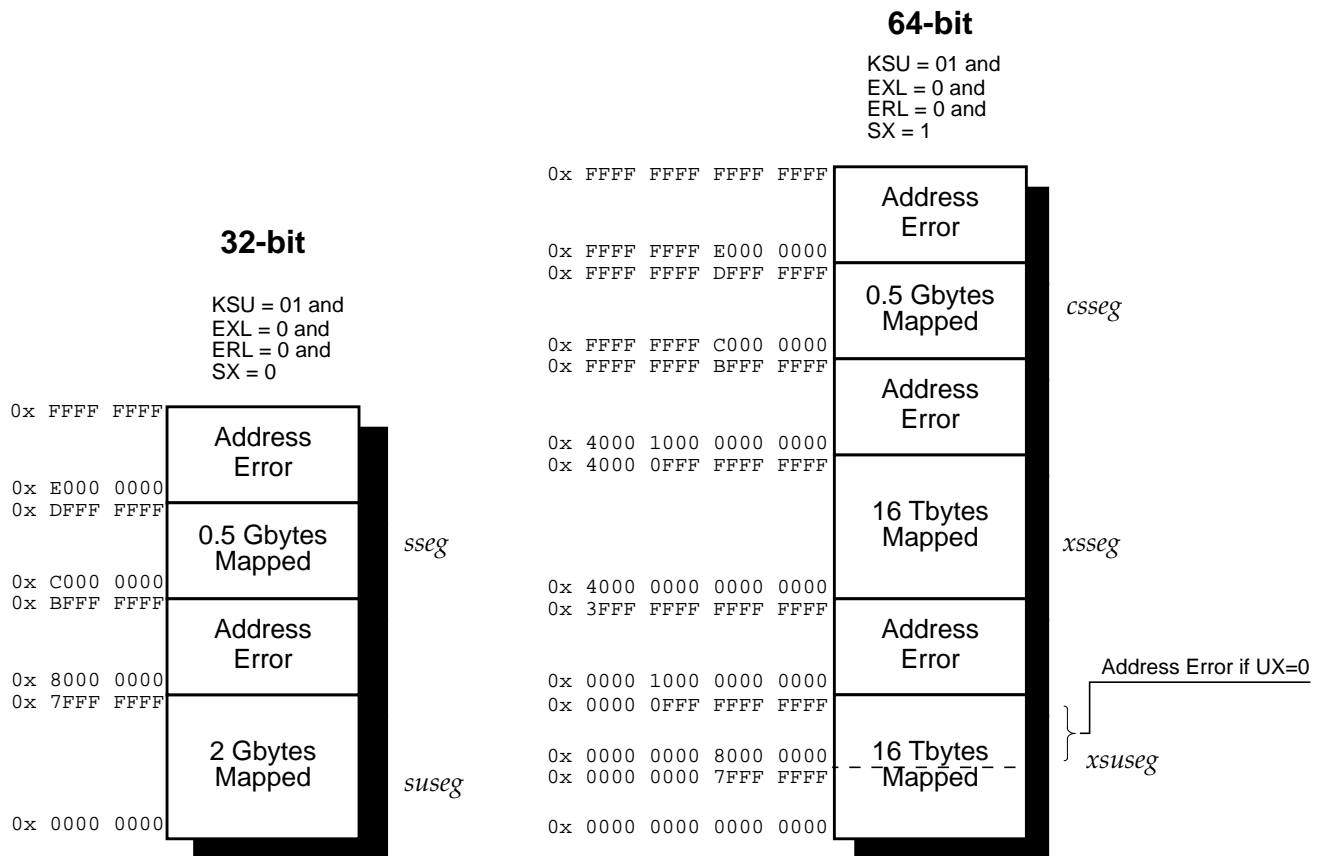 64-bit
KSU = 01 and
EXL = 0 and
ERL = 0 and
SX = 1
0x FFFF FFFF FFFF FFFF
Address
Error
0x FFFF FFFF E000 0000
0x FFFF FFFF DFFF FFFF
0.5 Gbytes
Mapped
csseg
0x FFFF FFFF C000 0000
0x FFFF FFFF BFFF FFFF
Address
Error
0x 4000 1000 0000 0000
0x 4000 0FFF FFFF FFFF
16 Tbytes
Mapped
xsseg
0x 4000 0000 0000 0000
0x 3FFF FFFF FFFF FFFF
Address
Error
0x 0000 1000 0000 0000
0x 0000 0FFF FFFF FFFF
Address Error if UX=0
0x 0000 0000 8000 0000
0x 0000 0000 7FFF FFFF
16 Tbytes
Mapped
xsuseg
0x 0000 0000 0000 0000
32-bit
KSU = 01 and
EXL = 0 and
ERL = 0 and
SX = 0
0x FFFF FFFF
Address
Error
0x E000 0000
0x DFFF FFFF
0.5 Gbytes
Mapped
sseg
0x C000 0000
0x BFFF FFFF
Address
Error
0x 8000 0000
0x 7FFF FFFF
2 Gbytes
Mapped
suseg
0x 0000 0000